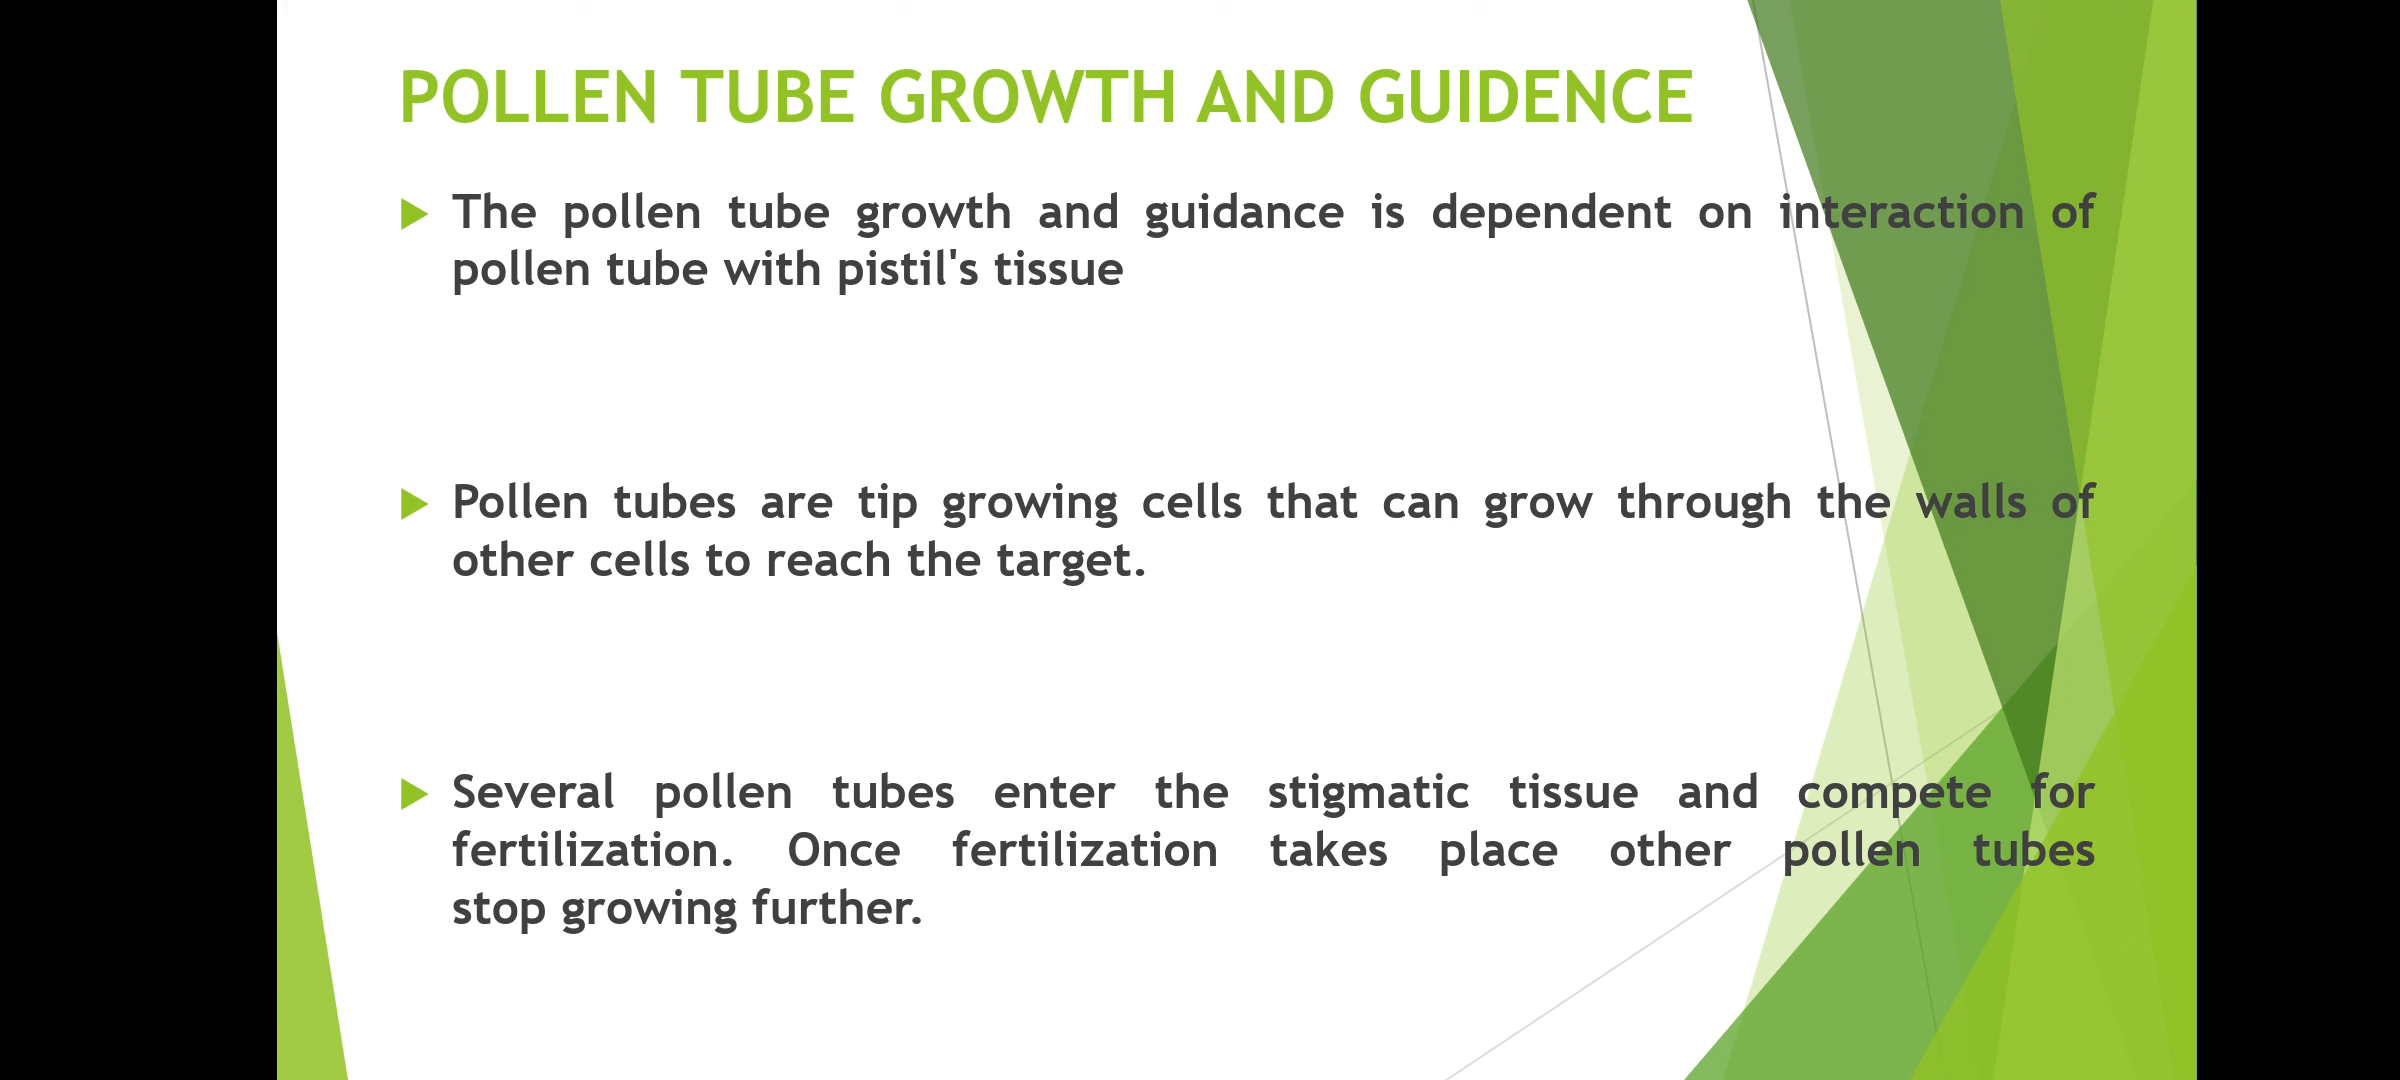 POLLEN TUBE GROWTH AND GUIDENCE
The pollen tube growth and guidance is dependent on interaction of
pollen tube with pistil's tissue
Pollen tubes are tip growing cells that can grow through the walls of
other cells to reach the target.
Several pollen tubes enter the stigmatic tissue and compete for
fertilization. Once fertilization takes place other pollen tubes
stop growing further.